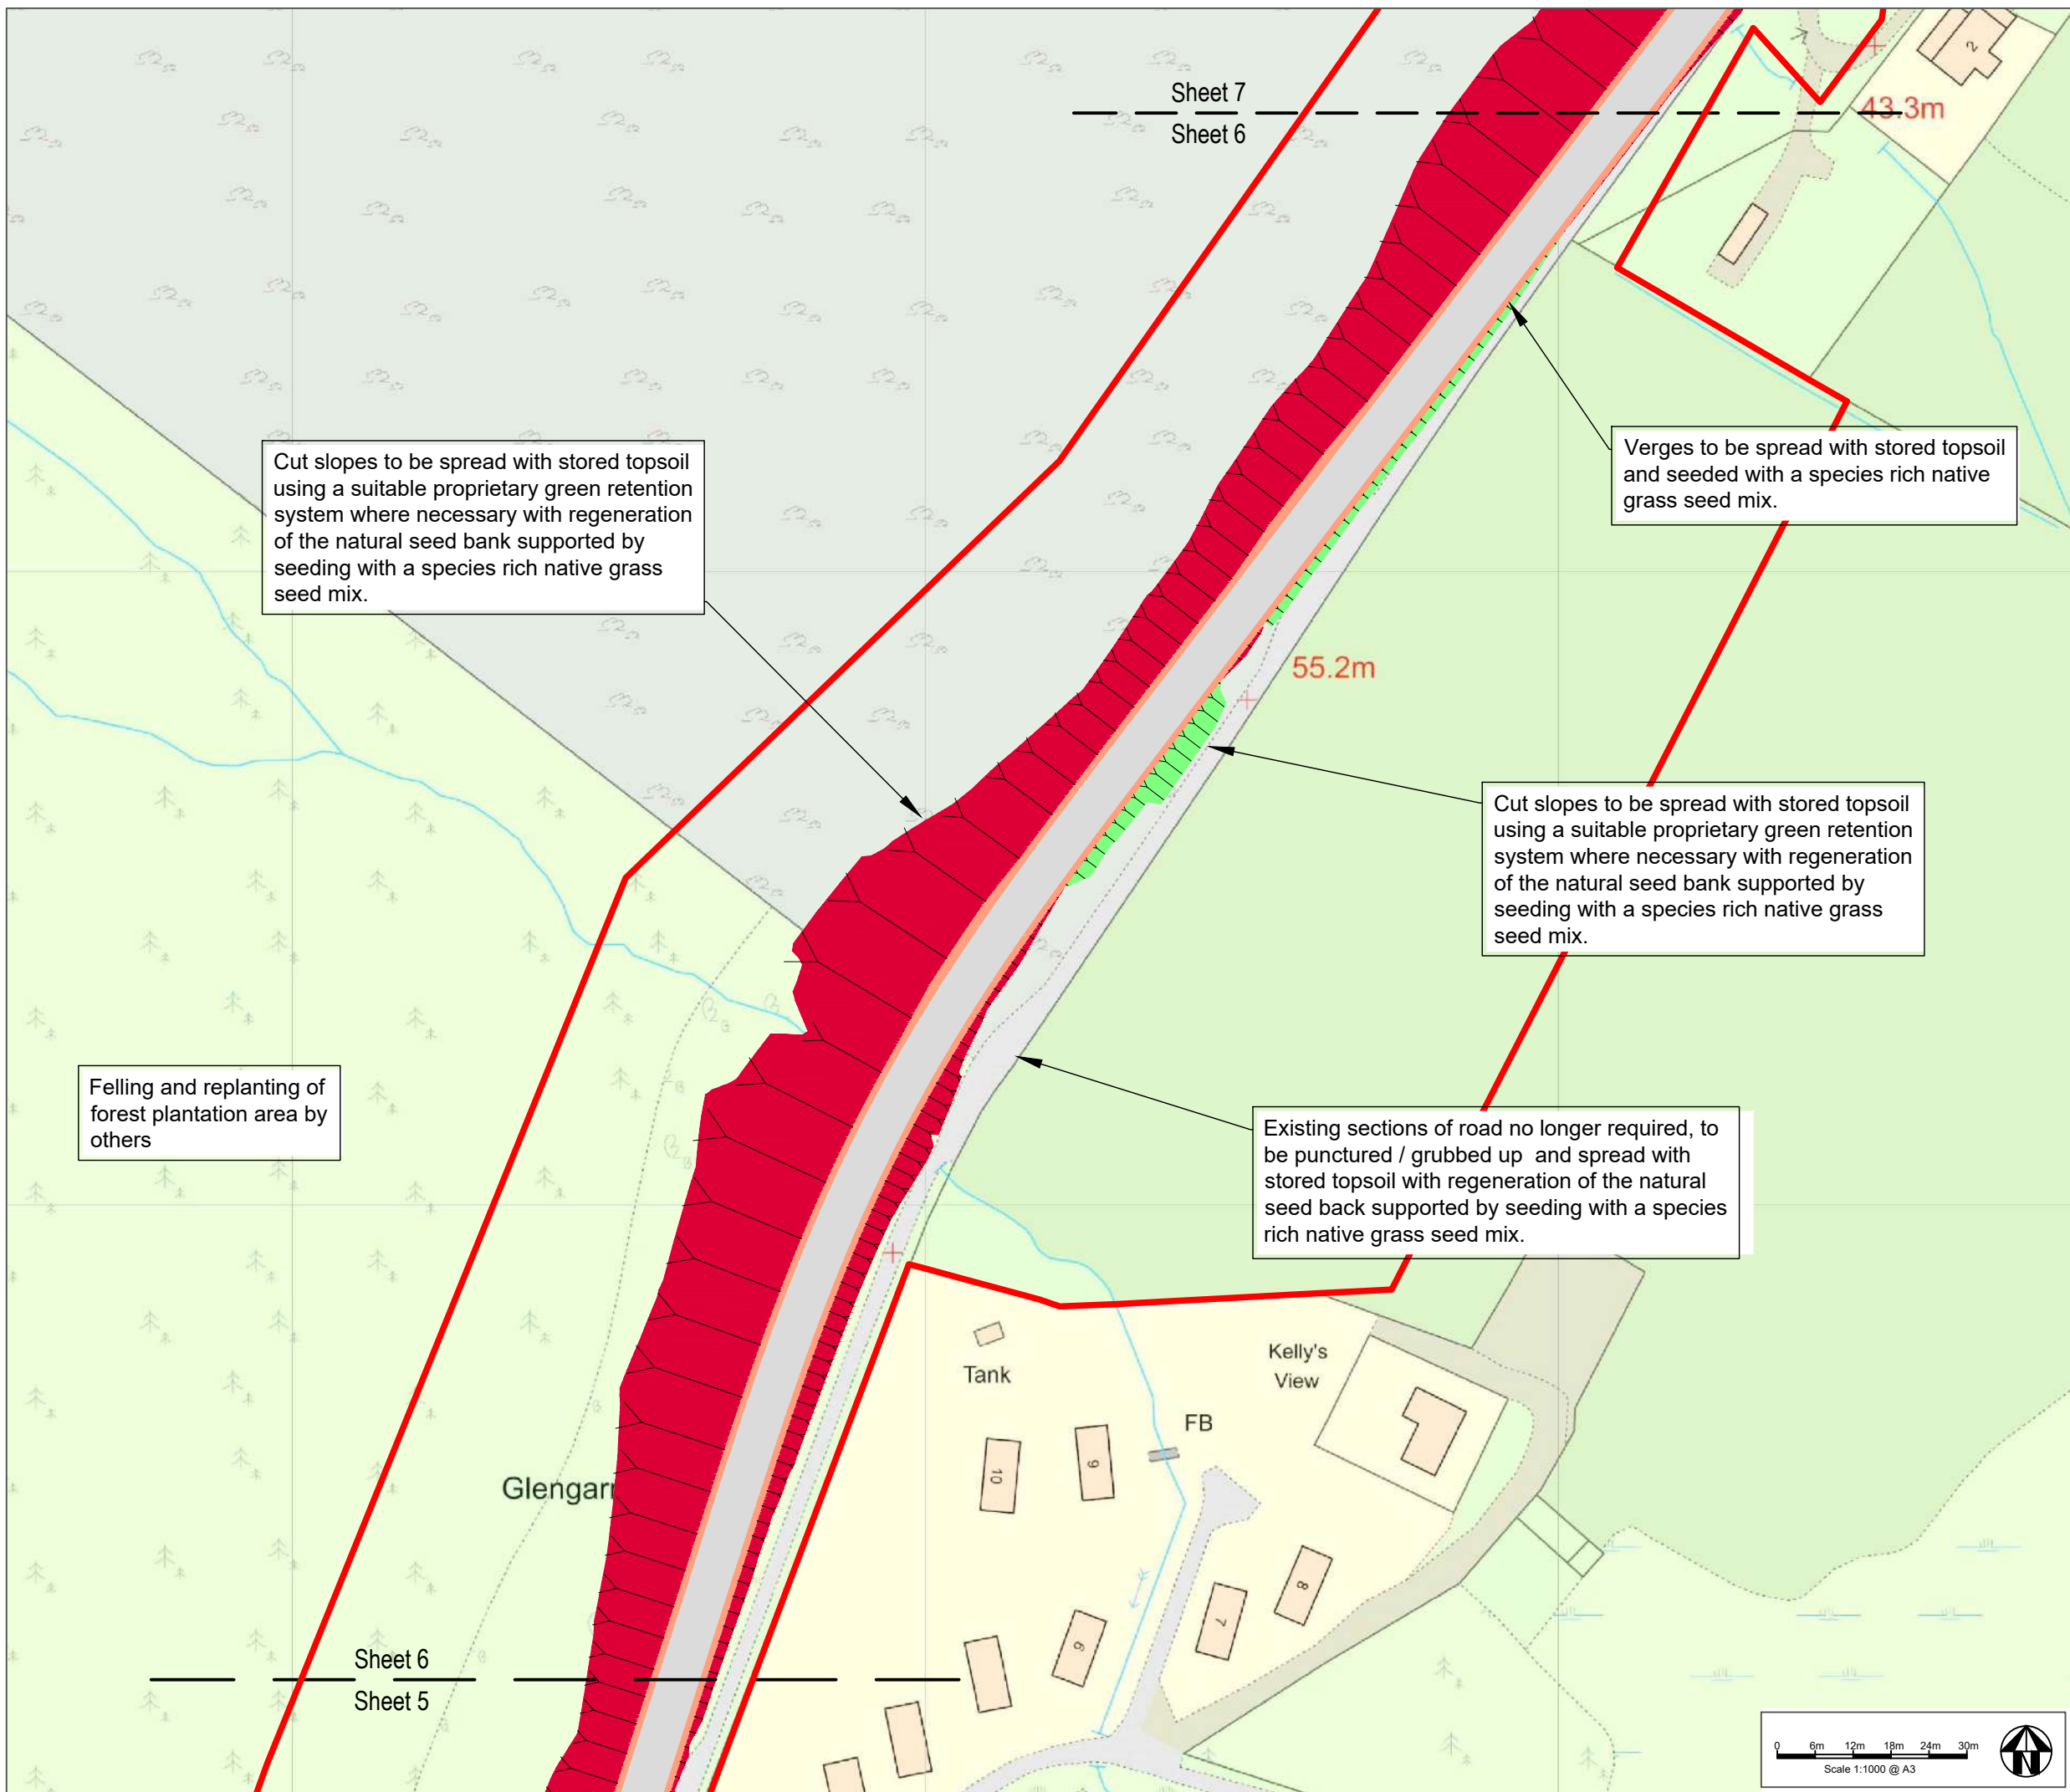 Sheet 7
Sheet 6
2
43.3m
Cut slopes to be spread with stored topsoil
using a suitable proprietary green retention
system where necessary with regeneration
of the natural seed bank supported by
seeding with a species rich native grass
seed mix.
Verges to be spread with stored topsoil
and seeded with a species rich native
grass seed mix.
55.2m
Cut slopes to be spread with stored topsoil
using a suitable proprietary green retention
system where necessary with regeneration
of the natural seed bank supported by
seeding with a species rich native grass
seed mix.
Felling and replanting of
forest plantation area by
others
Existing sections of road no longer required, to
be punctured / grubbed up and spread with
stored topsoil with regeneration of the natural
seed back supported by seeding with a species
rich native grass seed mix.
Tank
Kelly's
View
FB
10
9
Glengarr
8
7
6
Sheet 6
Sheet 5
0 6m 12m 18m 24m 30m
Scale 1:1000 @ A3
N